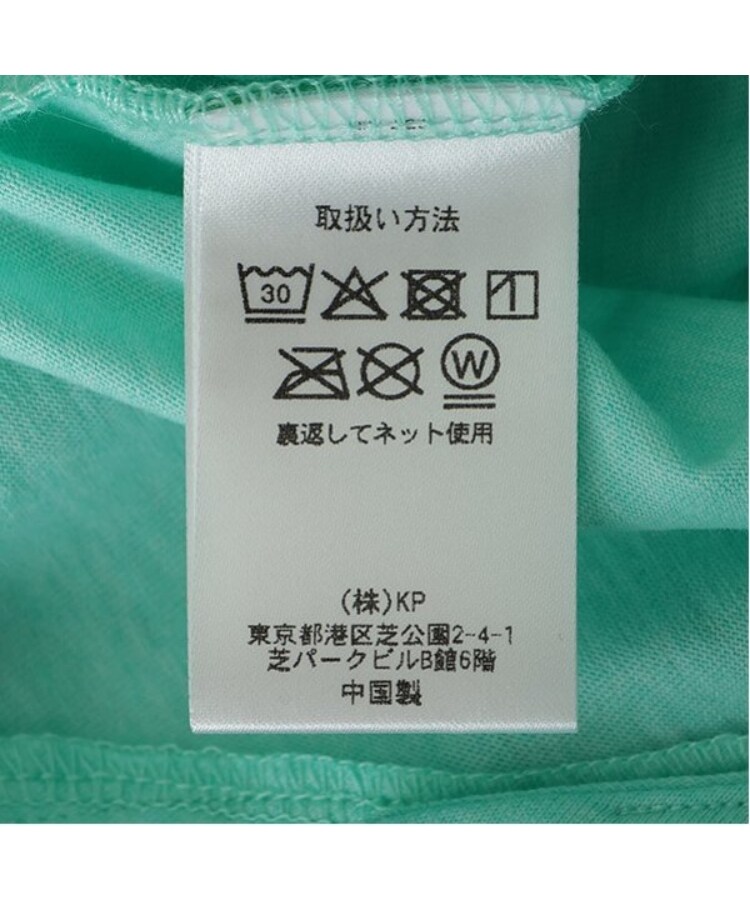 取扱い方法
30
W
裏返してネット使用
(株)KP
東京都港区芝公園2-4-1
芝パークビルB館6階
中国製